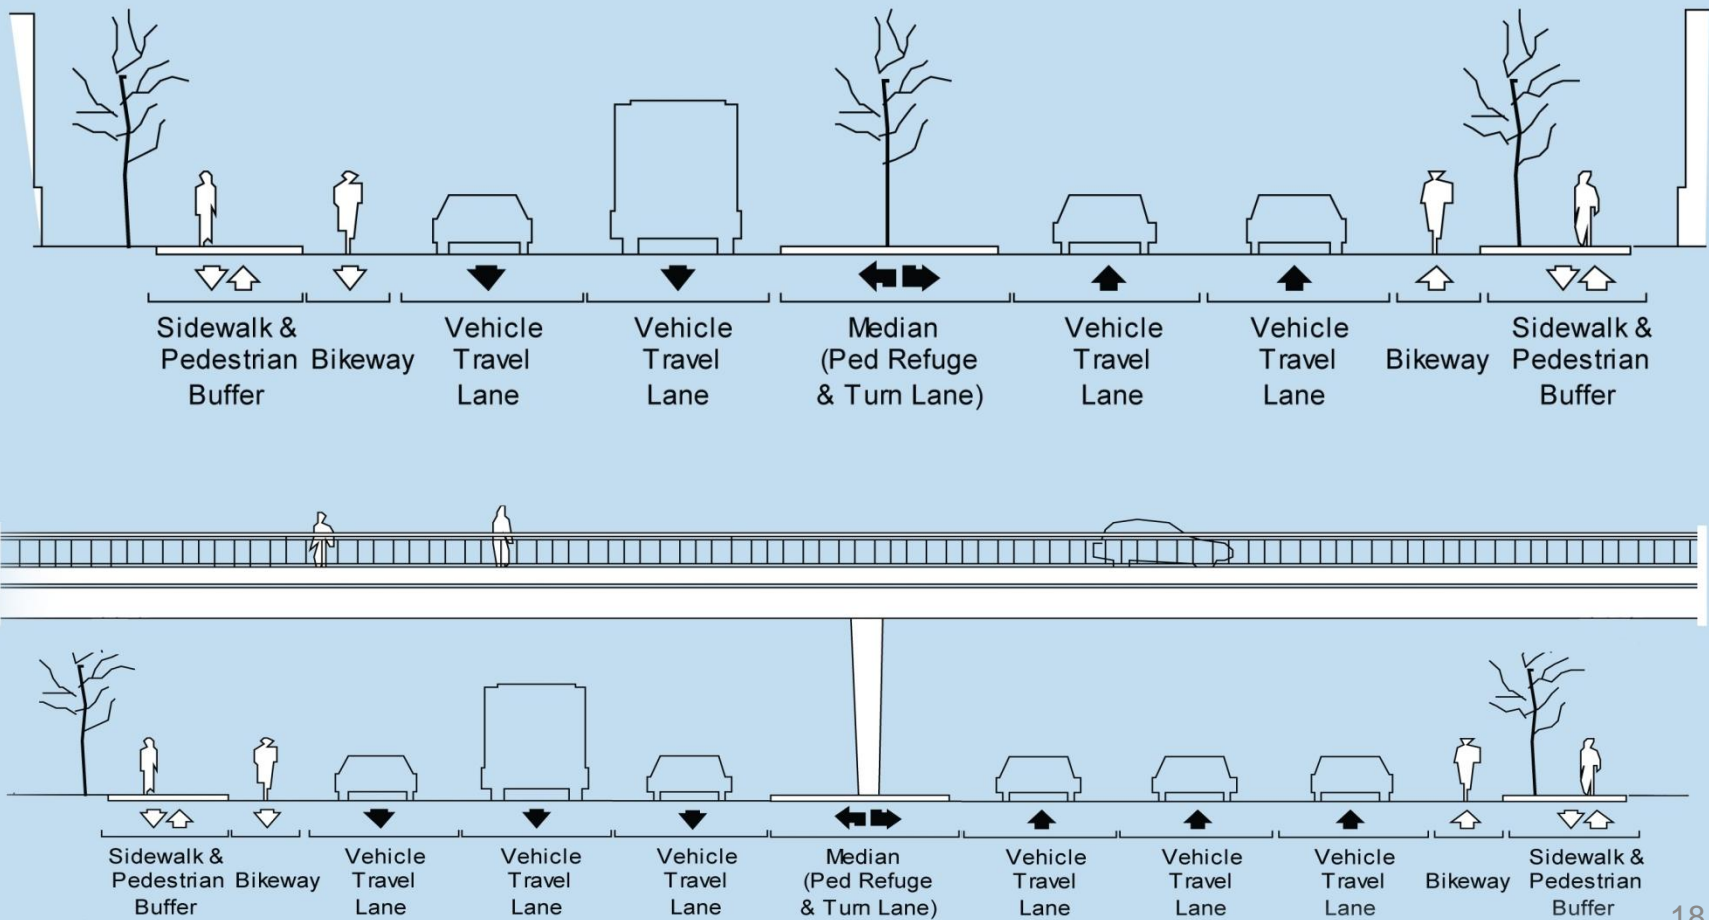 Sidewalk &
Pedestrian
Buffer
Bikeway
Vehicle
Travel
Lane
Vehicle
Travel
Lane
Median
(Ped Refuge
& Turn Lane)
Vehicle
Travel
Lane
Vehicle
Travel
Lane
Bikeway
Sidewalk &
Pedestrian
Buffer
Sidewalk &
Pedestrian
Buffer
Bikeway
Vehicle
Travel
Lane
Vehicle
Travel
Lane
Vehicle
Travel
Lane
Median
(Ped Refuge
& Turn Lane)
Vehicle
Travel
Lane
Vehicle
Travel
Lane
Vehicle
Travel
Lane
Bikeway
Sidewalk &
Pedestrian
Buffer
18